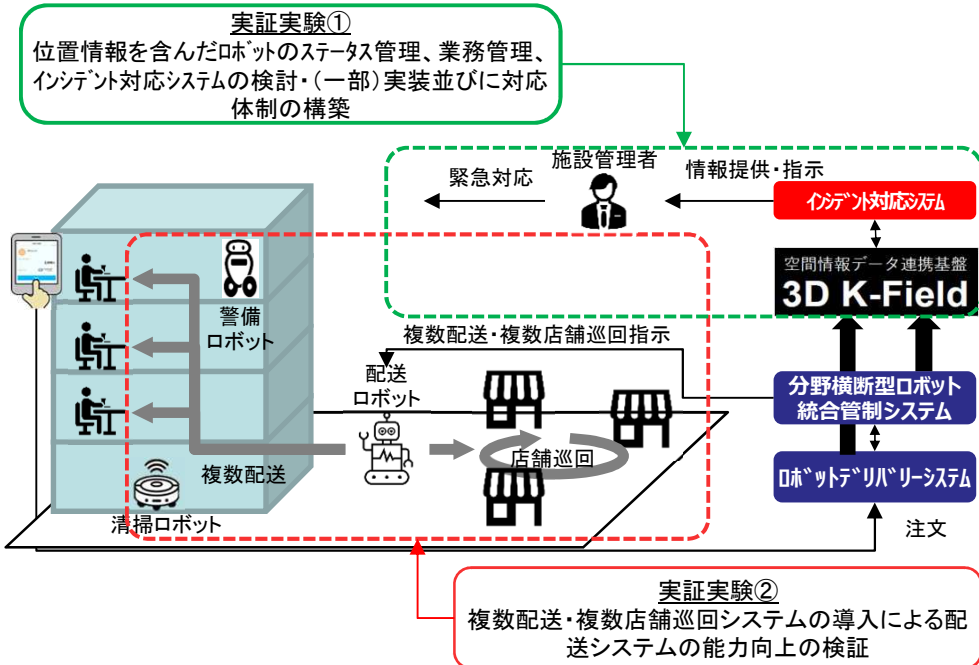 実証実験①
位置情報を含んだﾛﾎﾞｯﾄのステータス管理、業務管理、
ｲﾝｼﾃﾞﾝﾄ対応システムの検討・（一部）実装並びに対応
体制の構築
施設管理者
緊急対応
情報提供・指示
ｲﾝｼﾃﾞﾝﾄ対応ｼｽﾃﾑ
空間情報データ連携基盤
3D K-Field
警備
ロボット
複数配送・複数店舗巡回指示
配送
ロボット
分野横断型ロボット
統合管制システム
店舗巡回
複数配送
ﾛﾎﾞｯﾄﾃﾞﾘﾊﾞﾘｰｼｽﾃﾑ
清掃ロボット
注文
実証実験②
複数配送・複数店舗巡回システムの導入による配
送システムの能力向上の検証